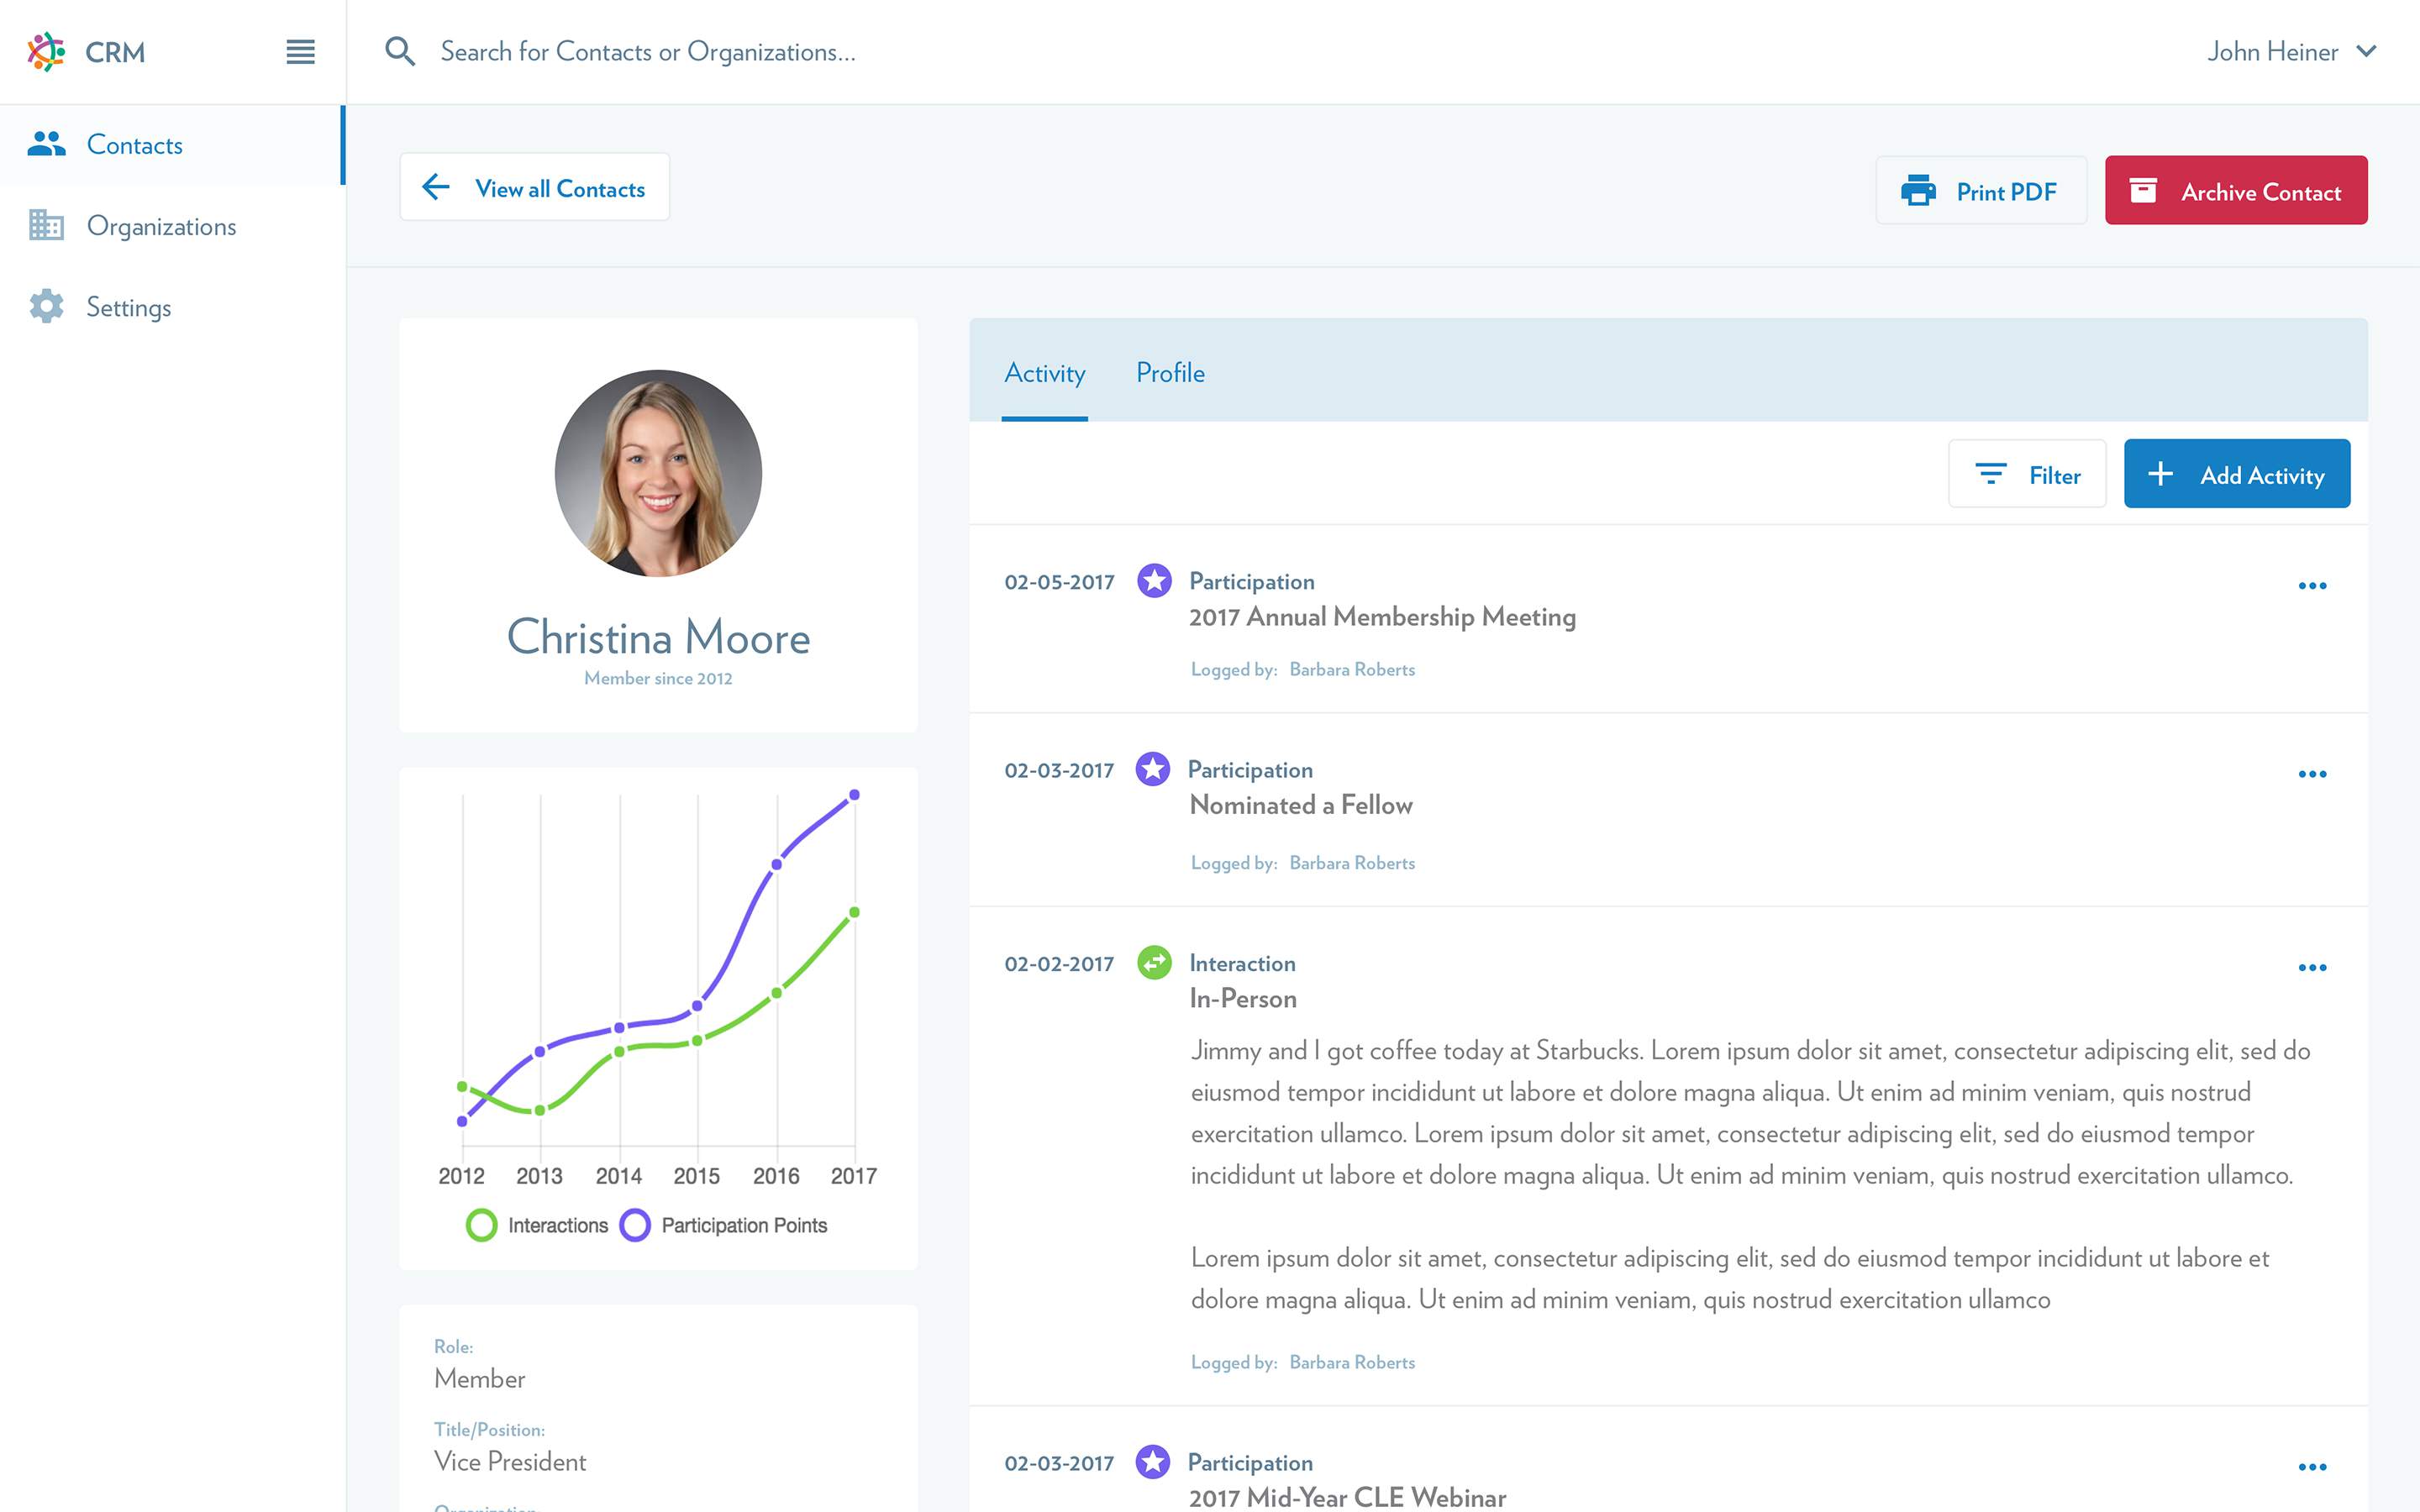 CRM
Search for Contacts or Organizations...
John Heiner
Contacts
Organizations
Settings
View all Contacts
Print PDF
Archive Contact
Christina Moore
Member since 2012
2012 2013 2014 2015 2016 2017
Interactions Participation Points
Role:
Member
Title/Position:
Vice President
Activity Profile
Filter
Add Activity
02-05-2017 Participation
2017 Annual Membership Meeting
Logged by: Barbara Roberts
02-03-2017 Participation
Nominated a Fellow
Logged by: Barbara Roberts
02-02-2017 Interaction
In-Person
Jimmy and I got coffee today at Starbucks. Lorem ipsum dolor sit amet, consectetur adipiscing elit, sed do
eiusmod tempor incididunt ut labore et dolore magna aliqua. Ut enim ad minim veniam, quis nostrud
exercitation ullamco. Lorem ipsum dolor sit amet, consectetur adipiscing elit, sed do eiusmod tempor
incididunt ut labore et dolore magna aliqua. Ut enim ad minim veniam, quis nostrud exercitation ullamco.
Lorem ipsum dolor sit amet, consectetur adipiscing elit, sed do eiusmod tempor incididunt ut labore et
dolore magna aliqua. Ut enim ad minim veniam, quis nostrud exercitation ullamco
Logged by: Barbara Roberts
02-03-2017 Participation
2017 Mid-Year CLE Webinar